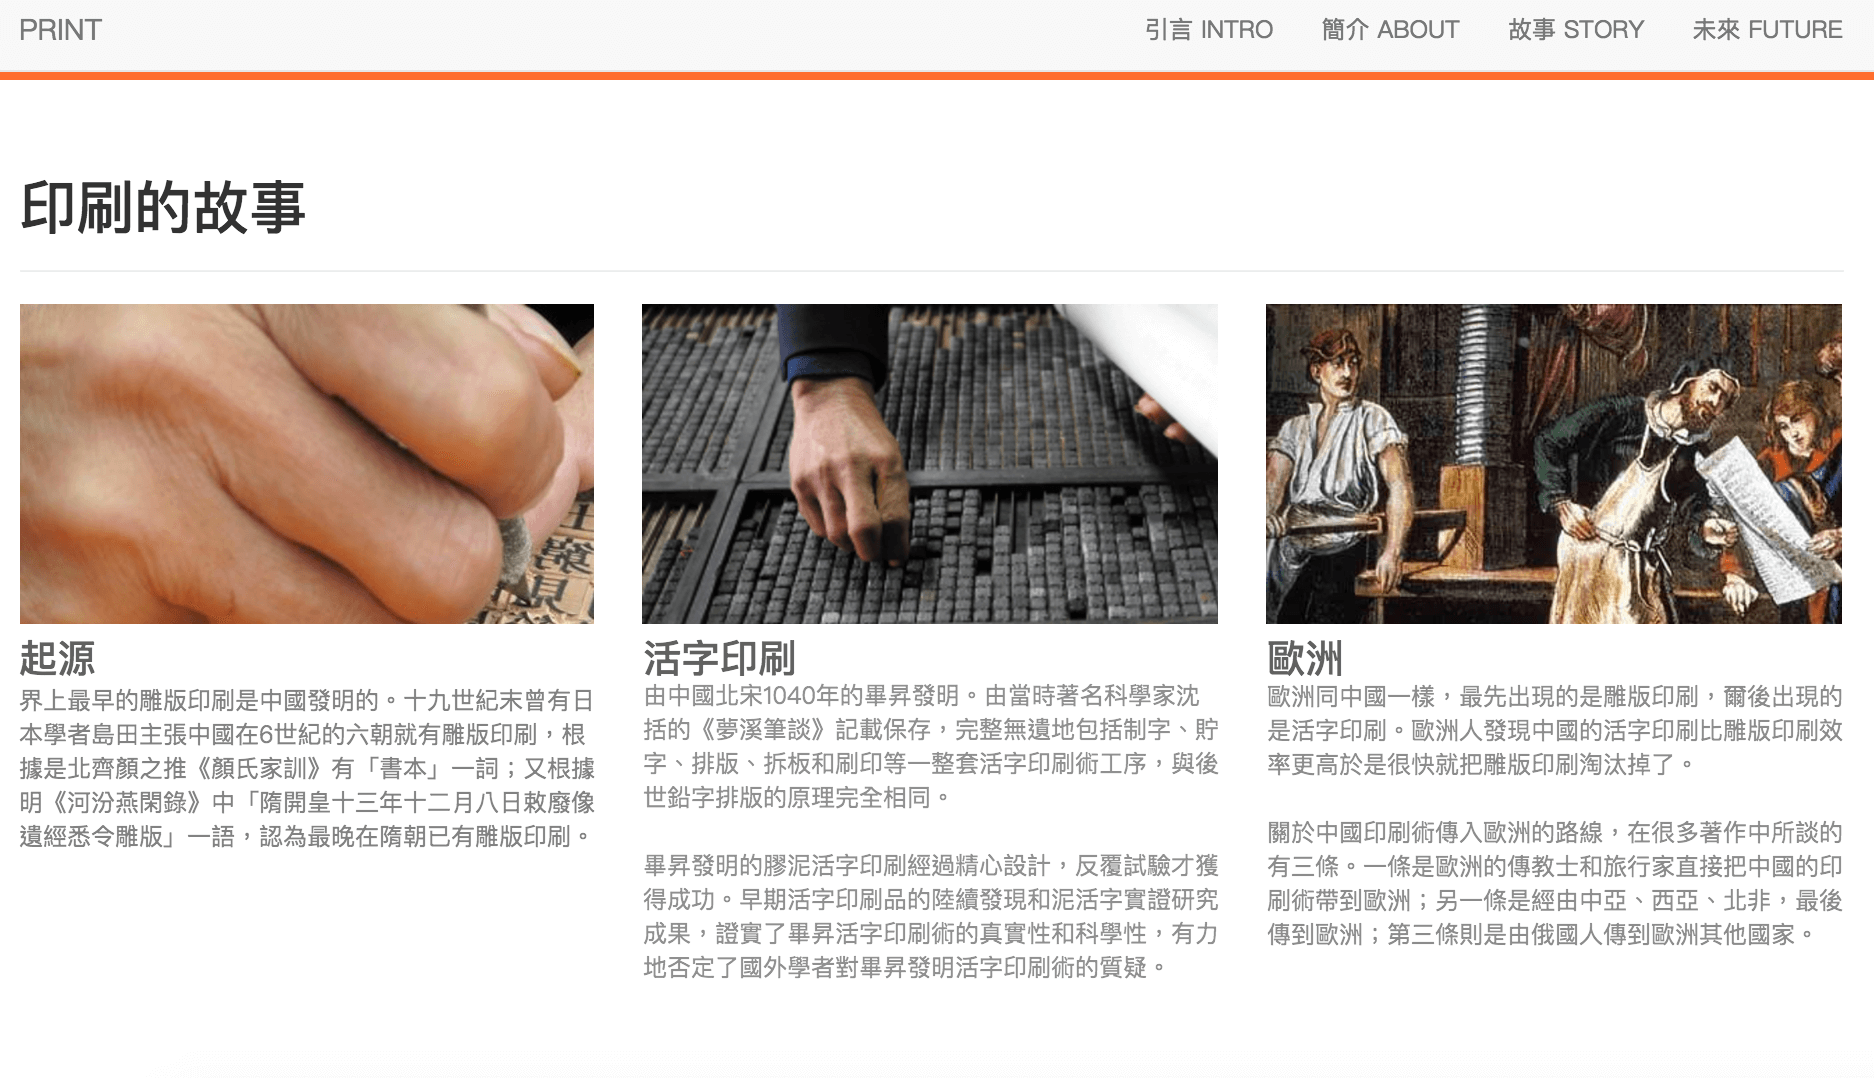 PRINT
引言 INTRO
簡介 ABOUT
故事 STORY
未來 FUTURE
印刷的故事
起源
界上最早的雕版印刷是中國發明的。十九世紀末曾有日
本學者島田主張中國在6世紀的六朝就有雕版印刷，根
據是北齊顏之推《顏氏家訓》有「書本」一詞；又根據
明《河汾燕閑錄》中「隋開皇十三年十二月八日敕廢像
遺經悉令雕版」一語，認為最晚在隋朝已有雕版印刷。
活字印刷
由中國北宋1040年的畢昇發明。由當時著名科學家沈
括的《夢溪筆談》記載保存，完整無遺地包括制字、貯
字、排版、拆板和刷印等一整套活字印刷術工序，與後
世鉛字排版的原理完全相同。
畢昇發明的膠泥活字印刷經過精心設計，反覆試驗才獲
得成功。早期活字印刷品的陸續發現和泥活字實證研究
成果，證實了畢昇活字印刷術的真實性和科學性，有力
地否定了國外學者對畢昇發明活字印刷術的質疑。
歐洲
歐洲同中國一樣，最先出現的是雕版印刷，爾後出現的
是活字印刷。歐洲人發現中國的活字印刷比雕版印刷效
率更高於是很快就把雕版印刷淘汰掉了。
關於中國印刷術傳入歐洲的路線，在很多著作中所談的
有三條。一條是歐洲的傳教士和旅行家直接把中國的印
刷術帶到歐洲；另一條是經由中亞、西亞、北非，最後
傳到歐洲；第三條則是由俄國人傳到歐洲其他國家。